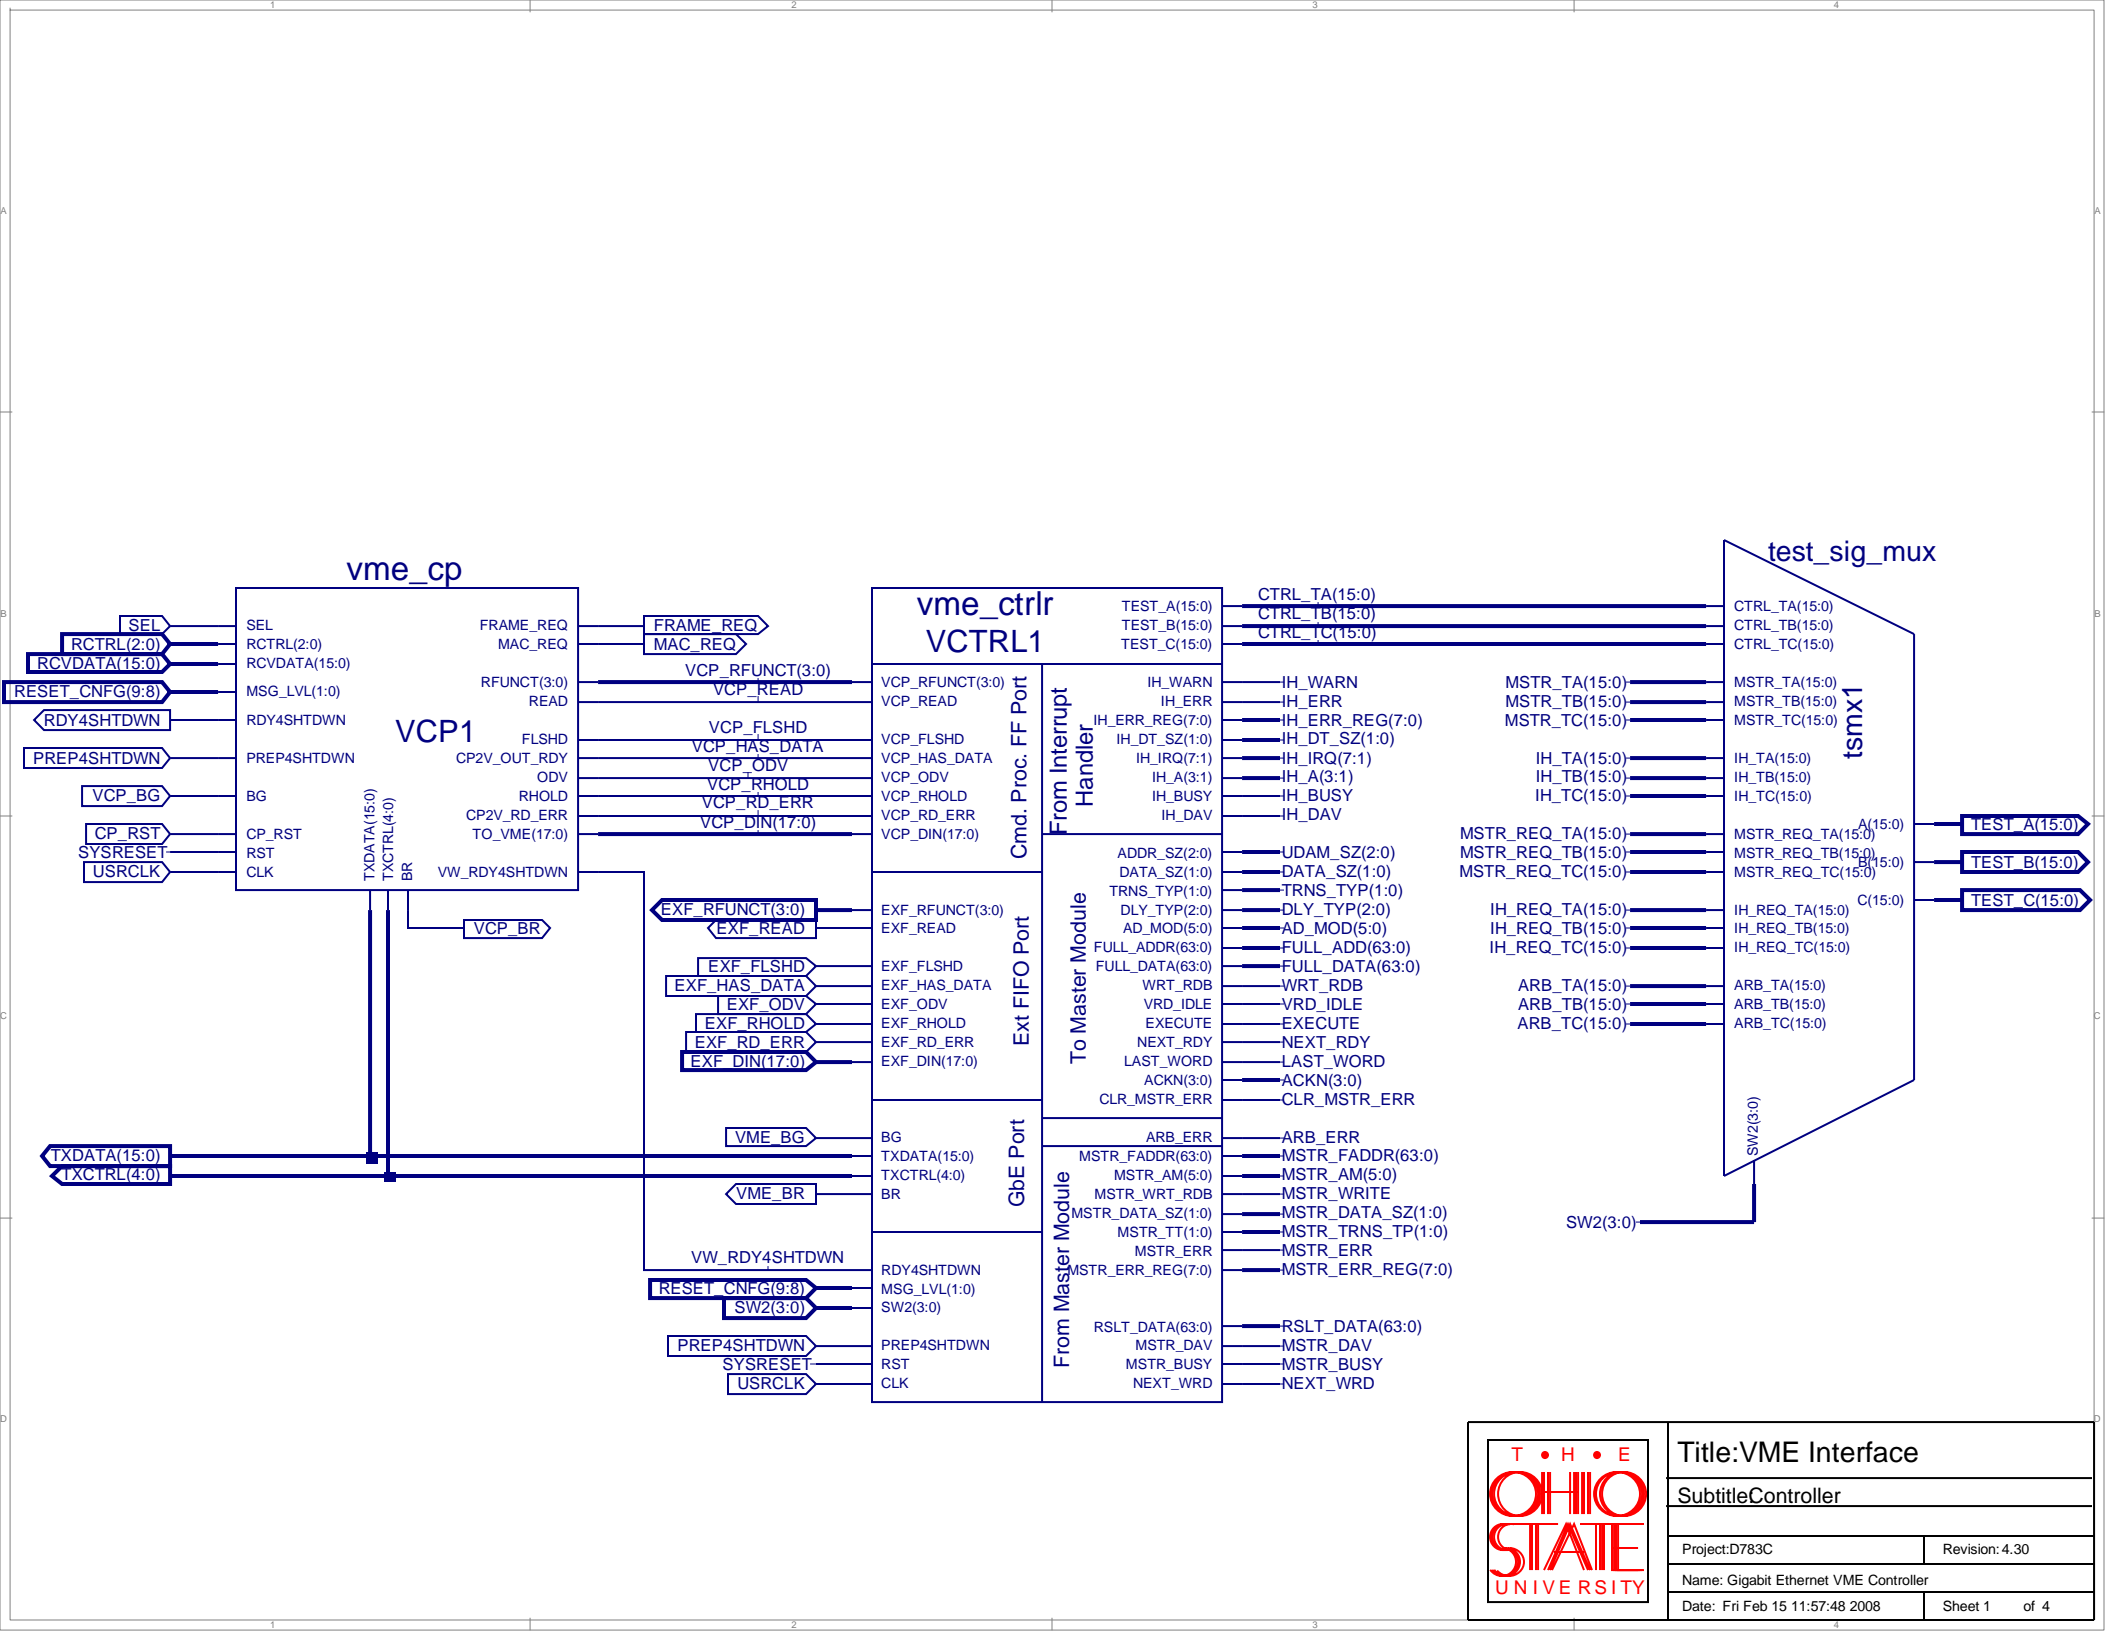 1
2
3
4
A
A
B
B
C
C
D
D
1
2
3
4
vme_cp
VCP1
SEL
RCTRL(2:0)
RCVDATA(15:0)
RESET_CNFG(9:8)
RDY4SHTDWN
PREP4SHTDWN
VCP_BG
CP_RST
SYSRESET
USRCLK
SEL
RCTRL(2:0)
RCVDATA(15:0)
MSG_LVL(1:0)
RDY4SHTDWN
PREP4SHTDWN
BG
CP_RST
RST
CLK
TXDATA(15:0)
TXCTRL(4:0)
BR
FRAME_REQ
MAC_REQ
RFUNCT(3:0)
READ
FLSHD
CP2V_OUT_RDY
ODV
RHOLD
CP2V_RD_ERR
TO_VME(17:0)
VW_RDY4SHTDWN
FRAME_REQ
MAC_REQ
VCP_RFUNCT(3:0)
VCP_READ
VCP_FLSHD
VCP_HAS_DATA
VCP_ODV
VCP_RHOLD
VCP_RD_ERR
VCP_DIN(17:0)
VCP_BR
EXF_RFUNCT(3:0)
EXF_READ
EXF_FLSHD
EXF_HAS_DATA
EXF_ODV
EXF_RHOLD
EXF_RD_ERR
EXF_DIN(17:0)
TXDATA(15:0)
TXCTRL(4:0)
VME_BG
VME_BR
VW_RDY4SHTDWN
RESET_CNFG(9:8)
SW2(3:0)
PREP4SHTDWN
SYSRESET
USRCLK
vme_ctrlr
VCTRL1
VCP_RFUNCT(3:0)
VCP_READ
VCP_FLSHD
VCP_HAS_DATA
VCP_ODV
VCP_RHOLD
VCP_RD_ERR
VCP_DIN(17:0)
Cmd. Proc. FF Port
EXF_RFUNCT(3:0)
EXF_READ
EXF_FLSHD
EXF_HAS_DATA
EXF_ODV
EXF_RHOLD
EXF_RD_ERR
EXF_DIN(17:0)
Ext FIFO Port
BG
TXDATA(15:0)
TXCTRL(4:0)
BR
GbE Port
RDY4SHTDWN
MSG_LVL(1:0)
SW2(3:0)
PREP4SHTDWN
RST
CLK
TEST_A(15:0)
TEST_B(15:0)
TEST_C(15:0)
From Interrupt
Handler
IH_WARN
IH_ERR
IH_ERR_REG(7:0)
IH_DT_SZ(1:0)
IH_IRQ(7:1)
IH_A(3:1)
IH_BUSY
IH_DAV
To Master Module
ADDR_SZ(2:0)
DATA_SZ(1:0)
TRNS_TYP(1:0)
DLY_TYP(2:0)
AD_MOD(5:0)
FULL_ADDR(63:0)
FULL_DATA(63:0)
WRT_RDB
VRD_IDLE
EXECUTE
NEXT_RDY
LAST_WORD
ACKN(3:0)
CLR_MSTR_ERR
ARB_ERR
From Master Module
MSTR_FADDR(63:0)
MSTR_AM(5:0)
MSTR_WRT_RDB
MSTR_DATA_SZ(1:0)
MSTR_TT(1:0)
MSTR_ERR
MSTR_ERR_REG(7:0)
RSLT_DATA(63:0)
MSTR_DAV
MSTR_BUSY
NEXT_WRD
CTRL_TA(15:0)
CTRL_TB(15:0)
CTRL_TC(15:0)
IH_WARN
IH_ERR
IH_ERR_REG(7:0)
IH_DT_SZ(1:0)
IH_IRQ(7:1)
IH_A(3:1)
IH_BUSY
IH_DAV
UDAM_SZ(2:0)
DATA_SZ(1:0)
TRNS_TYP(1:0)
DLY_TYP(2:0)
AD_MOD(5:0)
FULL_ADD(63:0)
FULL_DATA(63:0)
WRT_RDB
VRD_IDLE
EXECUTE
NEXT_RDY
LAST_WORD
ACKN(3:0)
CLR_MSTR_ERR
ARB_ERR
MSTR_FADDR(63:0)
MSTR_AM(5:0)
MSTR_WRITE
MSTR_DATA_SZ(1:0)
MSTR_TRNS_TP(1:0)
MSTR_ERR
MSTR_ERR_REG(7:0)
RSLT_DATA(63:0)
MSTR_DAV
MSTR_BUSY
NEXT_WRD
MSTR_TA(15:0)
MSTR_TB(15:0)
MSTR_TC(15:0)
IH_TA(15:0)
IH_TB(15:0)
IH_TC(15:0)
MSTR_REQ_TA(15:0)
MSTR_REQ_TB(15:0)
MSTR_REQ_TC(15:0)
IH_REQ_TA(15:0)
IH_REQ_TB(15:0)
IH_REQ_TC(15:0)
ARB_TA(15:0)
ARB_TB(15:0)
ARB_TC(15:0)
SW2(3:0)
test_sig_mux
tsmx1
CTRL_TA(15:0)
CTRL_TB(15:0)
CTRL_TC(15:0)
MSTR_TA(15:0)
MSTR_TB(15:0)
MSTR_TC(15:0)
IH_TA(15:0)
IH_TB(15:0)
IH_TC(15:0)
MSTR_REQ_TA(15:0)
MSTR_REQ_TB(15:0)
MSTR_REQ_TC(15:0)
IH_REQ_TA(15:0)
IH_REQ_TB(15:0)
IH_REQ_TC(15:0)
ARB_TA(15:0)
ARB_TB(15:0)
ARB_TC(15:0)
SW2(3:0)
A(15:0)
B(15:0)
C(15:0)
TEST_A(15:0)
TEST_B(15:0)
TEST_C(15:0)
T • H • E
OHIO
STATE
UNIVERSITY
Title:VME Interface
Subtitle:Controller
Project:D783C
Revision: 4.30
Name: Gigabit Ethernet VME Controller
Date: Fri Feb 15 11:57:48 2008
Sheet 1 of 4